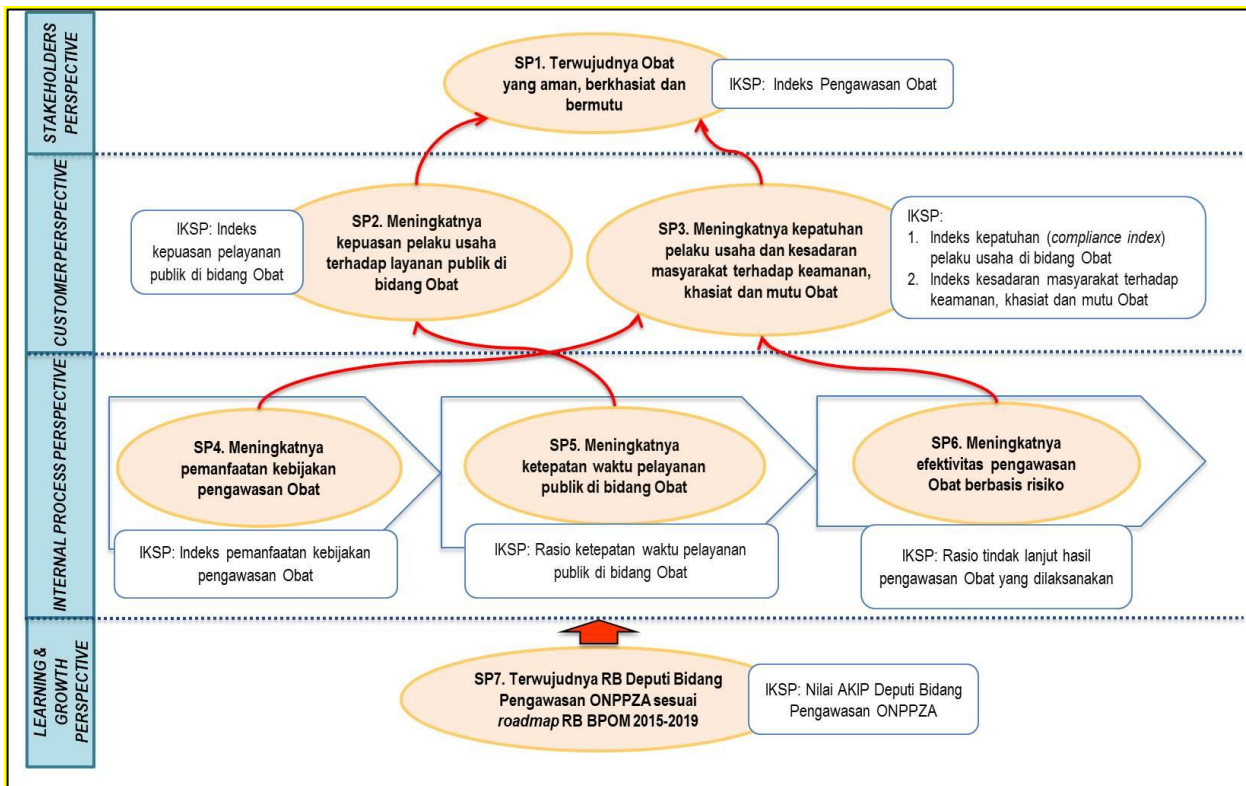 STAKEHOLDERS
PERSPECTIVE
SP1. Terwujudnya Obat
yang aman, berkhasiat dan
bermutu
IKSP: Indeks Pengawasan Obat
CUSTOMER PERSPECTIVE
IKSP: Indeks
kepuasan pelayanan
publik di bidang Obat
SP2. Meningkatnya
kepuasan pelaku usaha
terhadap layanan publik di
bidang Obat
SP3. Meningkatnya kepatuhan
pelaku usaha dan kesadaran
masyarakat terhadap keamanan,
khasiat dan mutu Obat
IKSP:
1. Indeks kepatuhan (compliance index)
pelaku usaha di bidang Obat
2. Indeks kesadaran masyarakat terhadap
keamanan, khasiat dan mutu Obat
INTERNAL PROCESS PERSPECTIVE
SP4. Meningkatnya
pemanfaatan kebijakan
pengawasan Obat
IKSP: Indeks pemanfaatan kebijakan
pengawasan Obat
SP5. Meningkatnya
ketepatan waktu pelayanan
publik di bidang Obat
IKSP: Rasio ketepatan waktu pelayanan
publik di bidang Obat
SP6. Meningkatnya
efektivitas pengawasan
Obat berbasis risiko
IKSP: Rasio tindak lanjut hasil
pengawasan Obat yang dilaksanakan
LEARNING &
GROWTH
PERSPECTIVE
SP7. Terwujudnya RB Deputi Bidang
Pengawasan ONPPZA sesuai
roadmap RB BPOM 2015-2019
IKSP: Nilai AKIP Deputi Bidang
Pengawasan ONPPZA